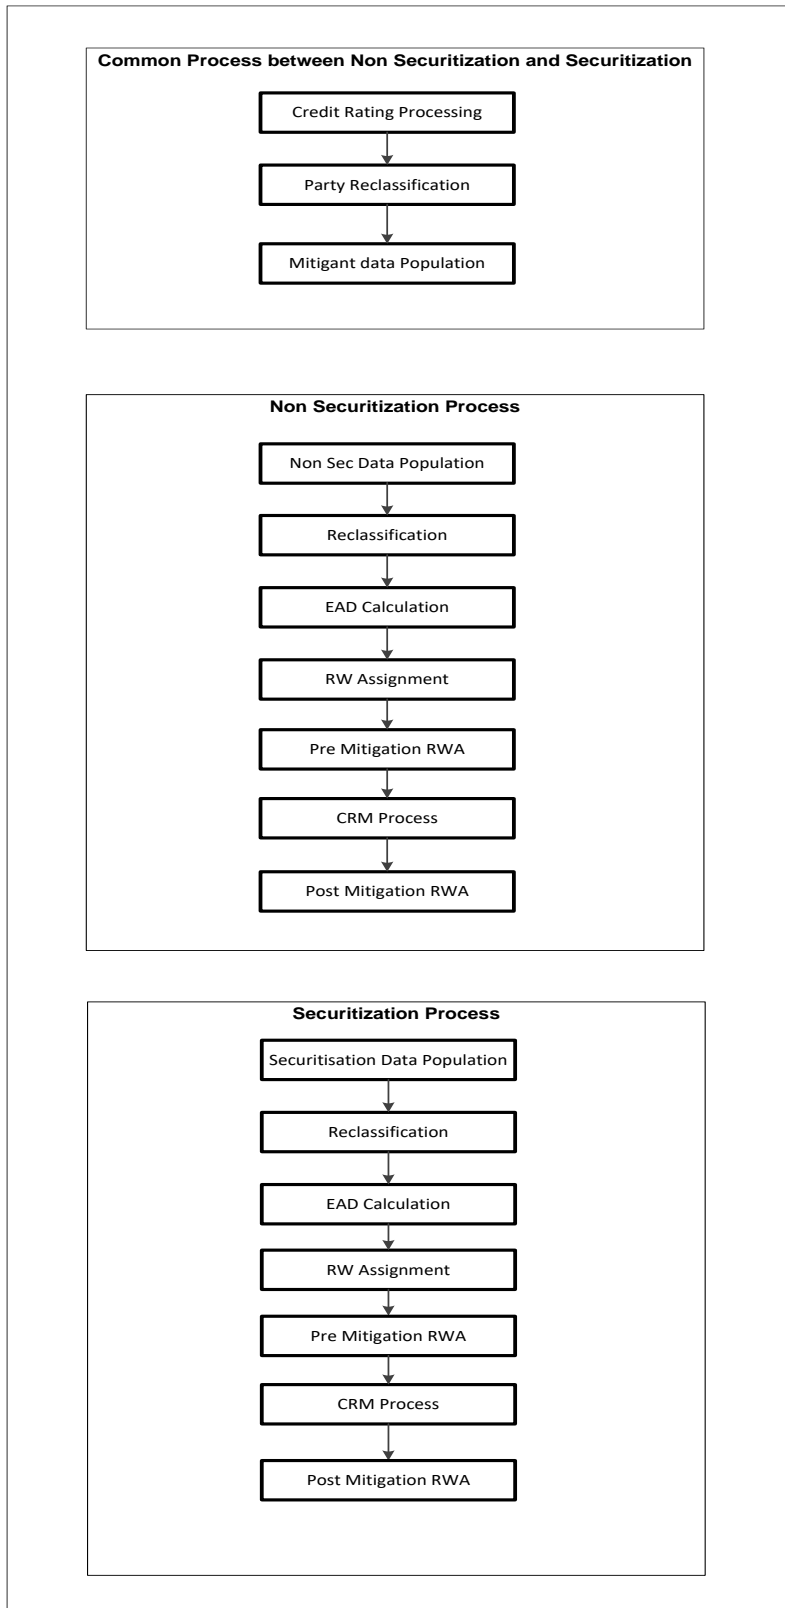 Common Process between Non Securitization and Securitization
Credit Rating Processing
Party Reclassification
Mitigant data Population
Non Securitization Process
Non Sec Data Population
Reclassification
EAD Calculation
RW Assignment
Pre Mitigation RWA
CRM Process
Post Mitigation RWA
Securitization Process
Securitisation Data Population
Reclassification
EAD Calculation
RW Assignment
Pre Mitigation RWA
CRM Process
Post Mitigation RWA